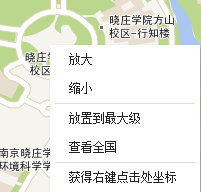 晓庄学院方山
校区-行知楼
晓庄
校区
放大
缩小
放置到最大级
查看全国
南京晓庄学
环境科学学
获得右键点击处坐标